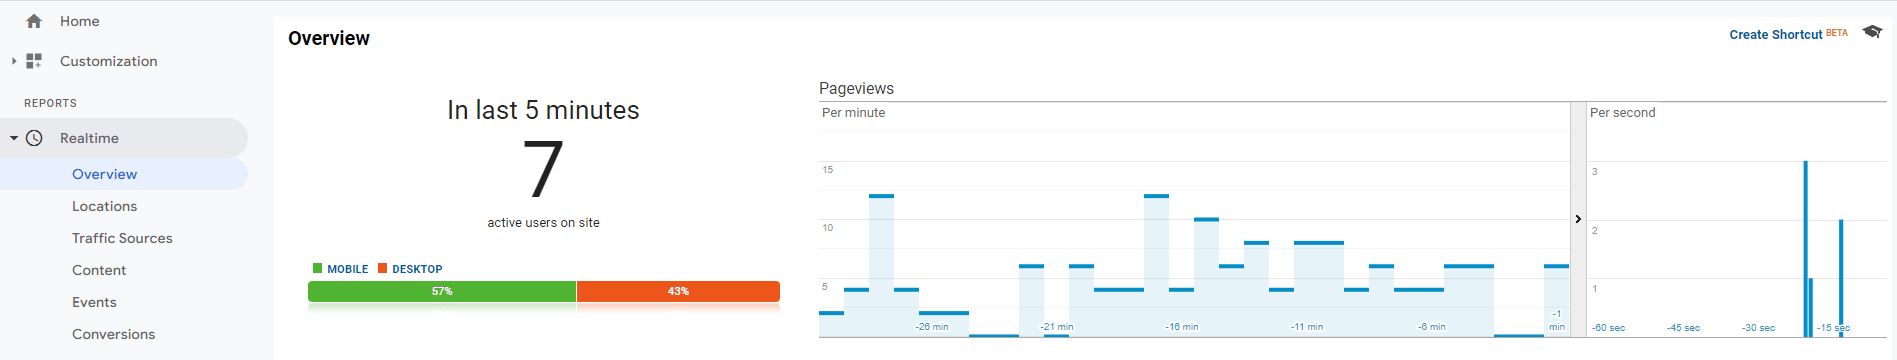 Home
Customization
REPORTS
Realtime
Overview
Locations
Traffic Sources
Content
Events
Conversions
Overview
Create Shortcut BETA
In last 5 minutes
7
active users on site
MOBILE DESKTOP
57% 43%
Pageviews
Per minute
15
10
5
-26 min -21 min -16 min -11 min -6 min -1 min
Per second
3
2
1
-60 sec -45 sec -30 sec -15 sec